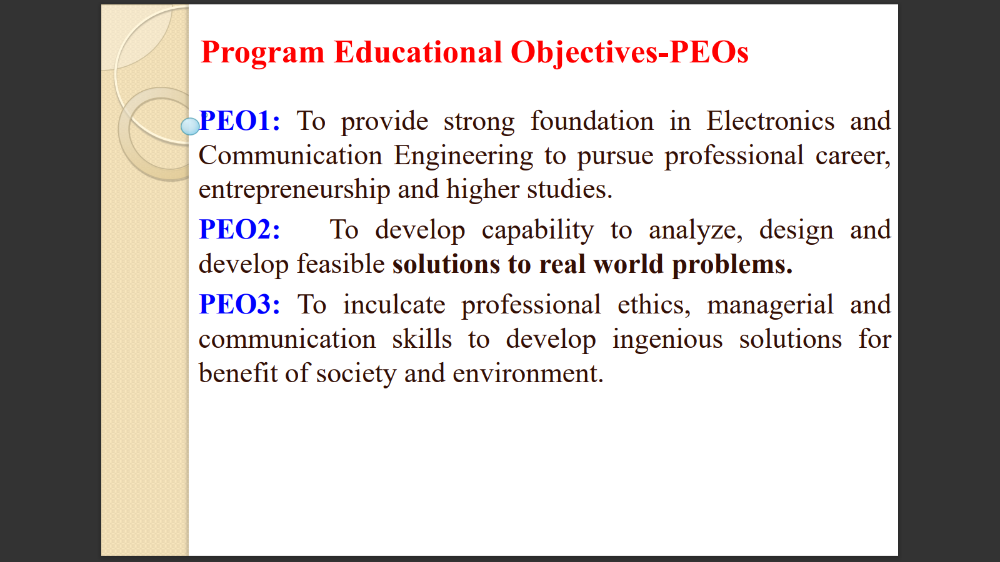 Program Educational Objectives-PEOs
PEO1: To provide strong foundation in Electronics and
Communication Engineering to pursue professional career,
entrepreneurship and higher studies.
PEO2: To develop capability to analyze, design and
develop feasible solutions to real world problems.
PEO3: To inculcate professional ethics, managerial and
communication skills to develop ingenious solutions for
benefit of society and environment.